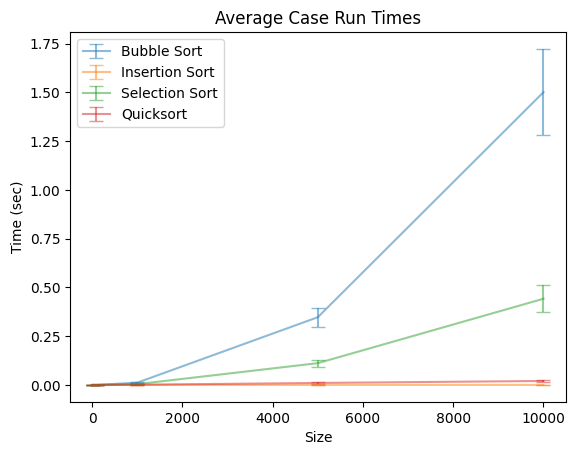 Average Case Run Times
Bubble Sort
Insertion Sort
Selection Sort
Quicksort
1.75
1.50
1.25
1.00
0.75
0.50
0.25
0.00
Time (sec)
0 2000 4000 6000 8000 10000
Size